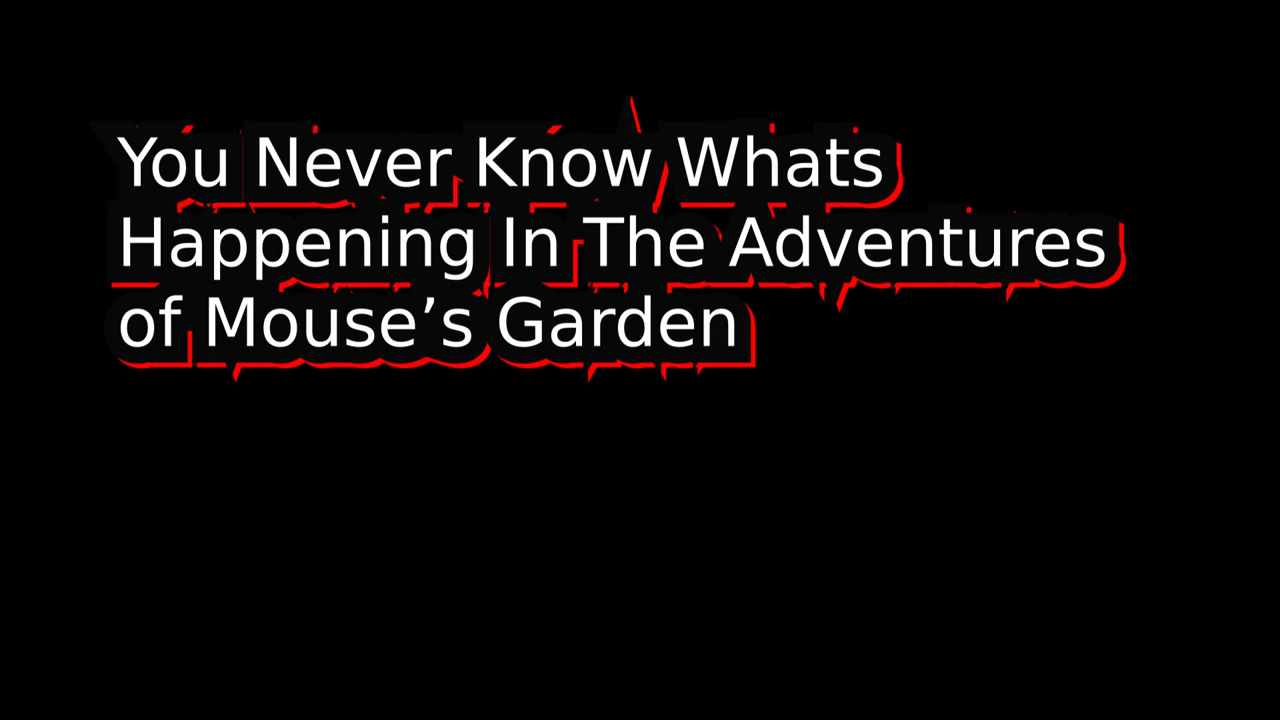 You Never Know Whats
Happening In The Adventures
of Mouse’s Garden